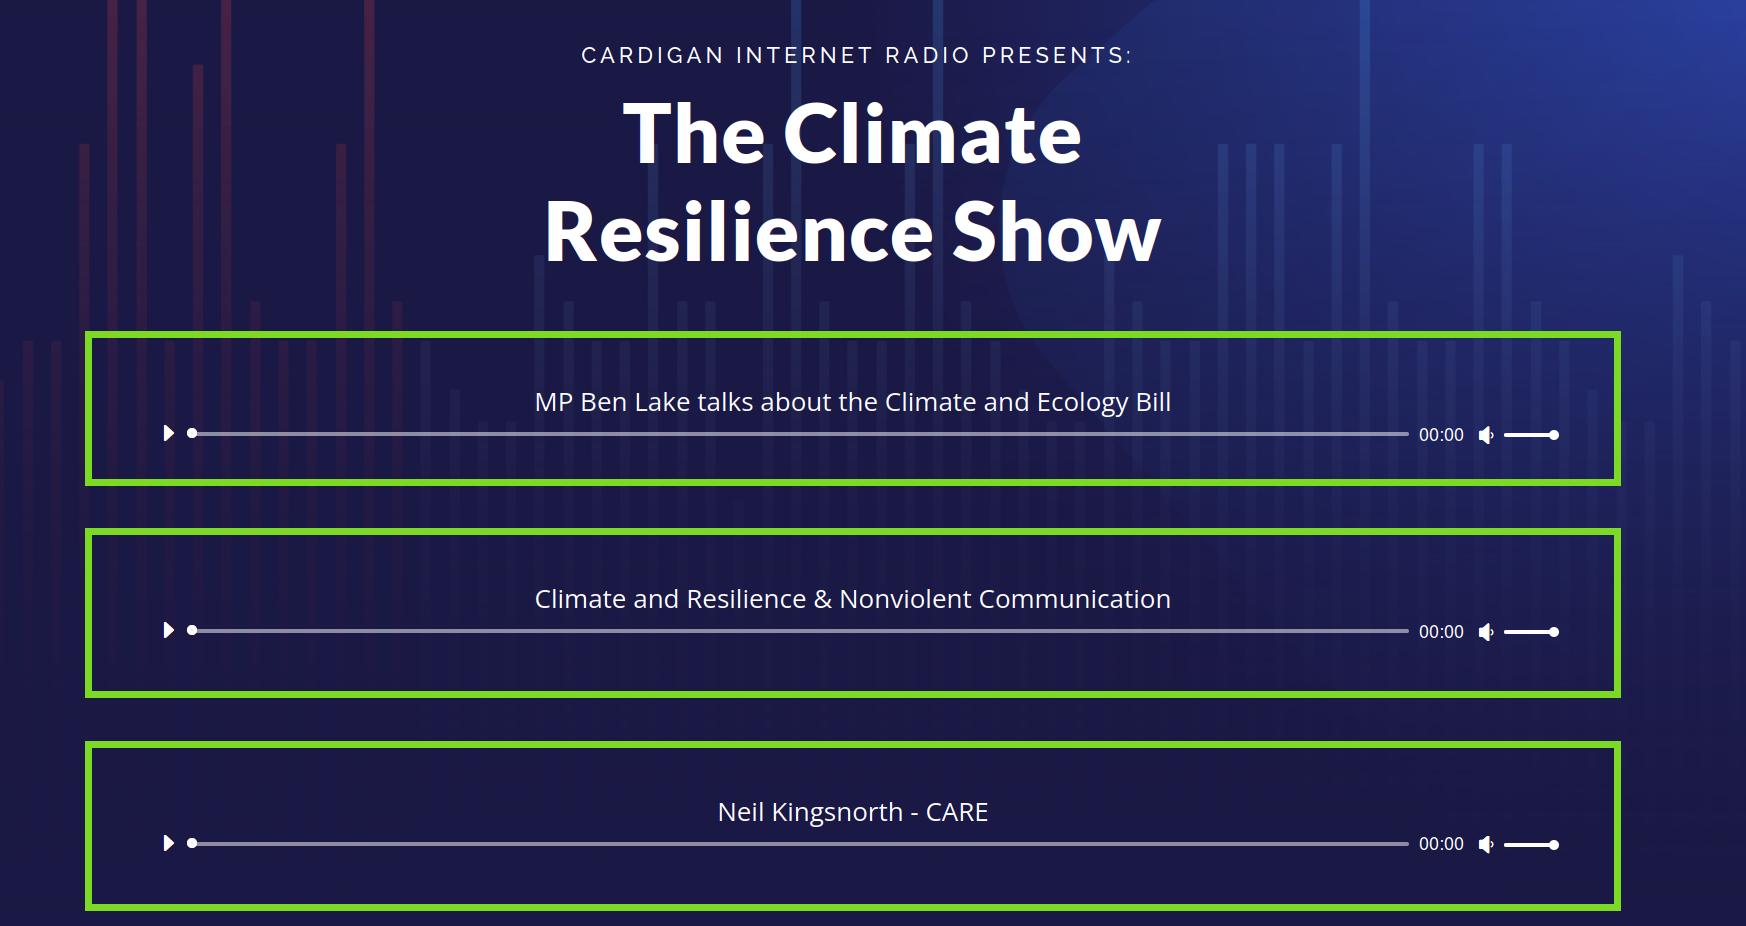 CARDIGAN INTERNET RADIO PRESENTS:
The Climate
Resilience Show
MP Ben Lake talks about the Climate and Ecology Bill
00:00
Climate and Resilience & Nonviolent Communication
00:00
Neil Kingsnorth - CARE
00:00